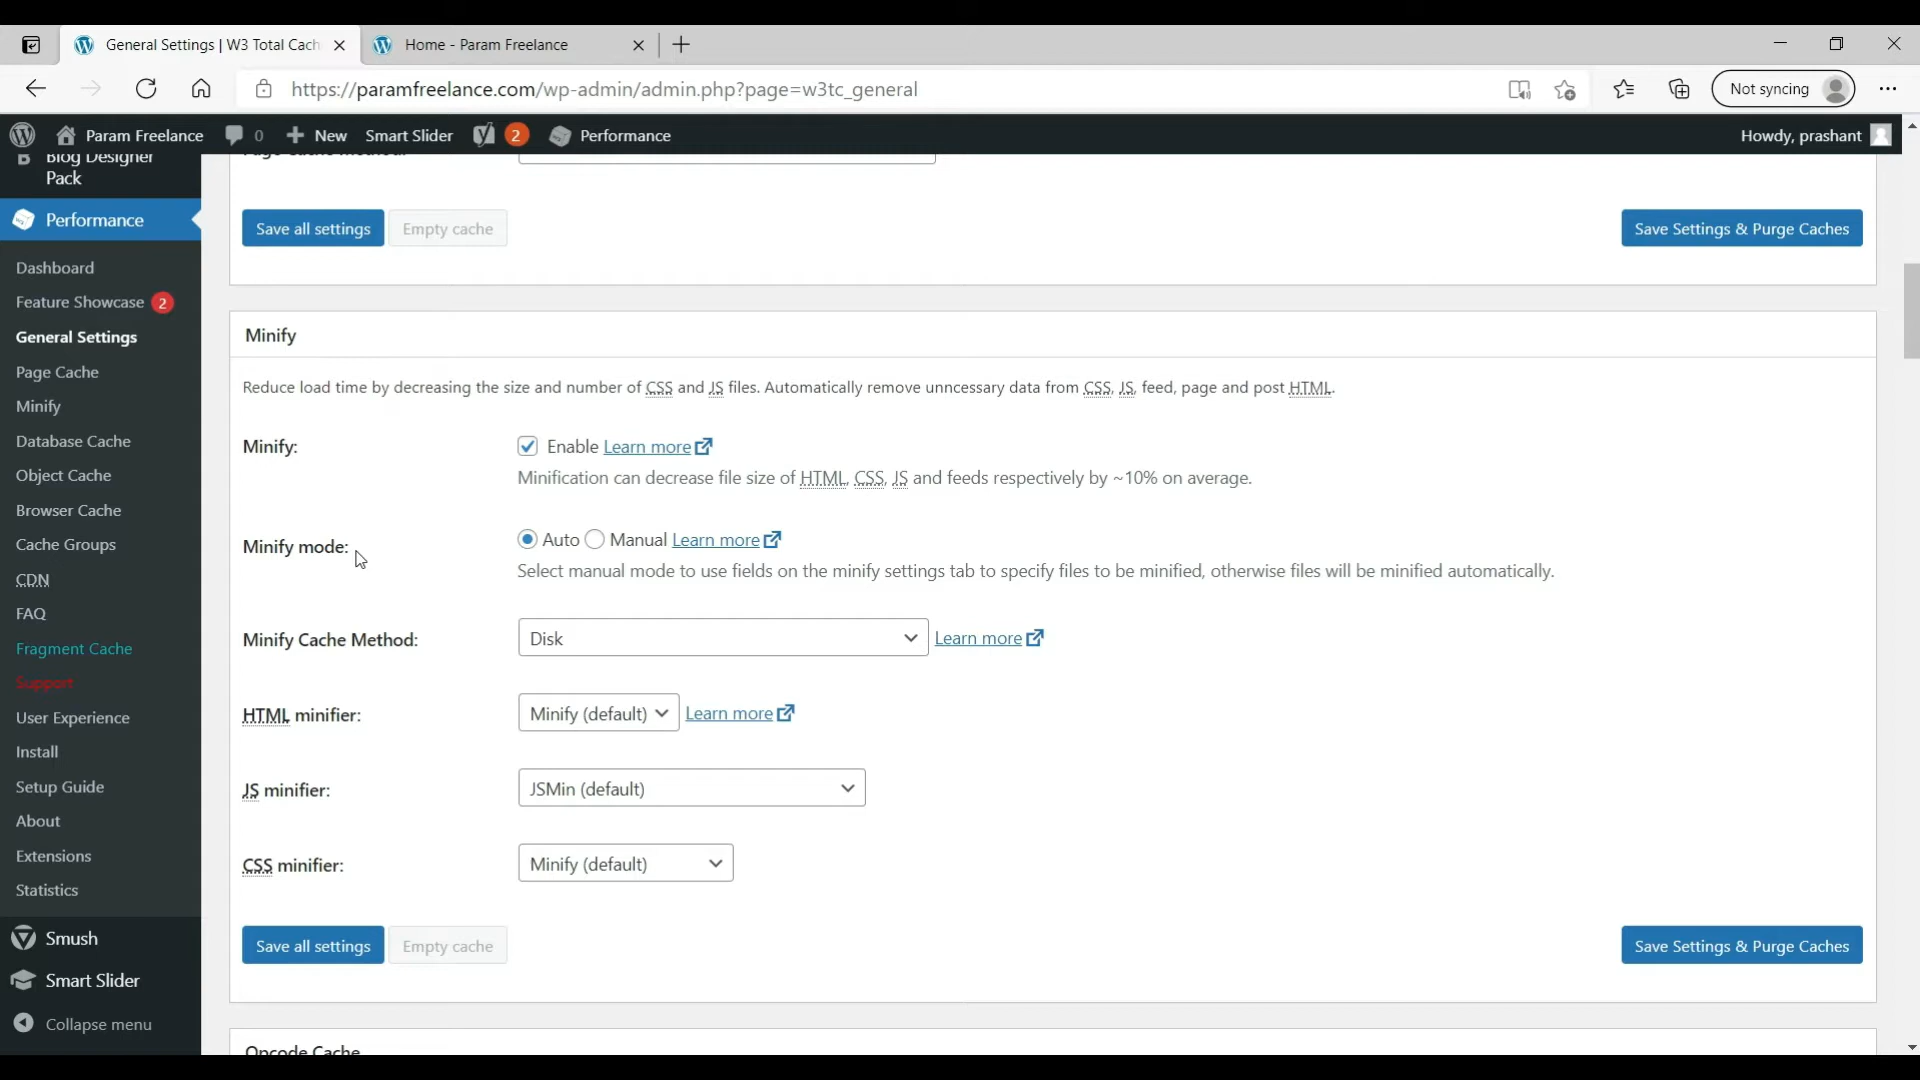 General Settings | W3 Total Cach
Home - Param Freelance
https://paramfreelance.com/wp-admin/admin.php?page=w3tc_general
Not syncing
Param Freelance
0
New
Smart Slider
2
Performance
Howdy, prashant
Blog Designer
Pack
Performance
Dashboard
Feature Showcase 2
General Settings
Page Cache
Minify
Database Cache
Object Cache
Browser Cache
Cache Groups
CDN
FAQ
Fragment Cache
Support
User Experience
Install
Setup Guide
About
Extensions
Statistics
Smush
Smart Slider
Collapse menu
Page Cache Method:
Save all settings
Empty cache
Save Settings & Purge Caches
Minify
Reduce load time by decreasing the size and number of CSS and JS files. Automatically remove unncessary data from CSS, JS, feed, page and post HTML.
Minify:
Enable Learn more
Minification can decrease file size of HTML, CSS, JS and feeds respectively by ~10% on average.
Minify mode:
Auto Manual Learn more
Select manual mode to use fields on the minify settings tab to specify files to be minified, otherwise files will be minified automatically.
Minify Cache Method:
Disk
Learn more
HTML minifier:
Minify (default)
Learn more
JS minifier:
JSMin (default)
CSS minifier:
Minify (default)
Save all settings
Empty cache
Save Settings & Purge Caches
Opcode Cache